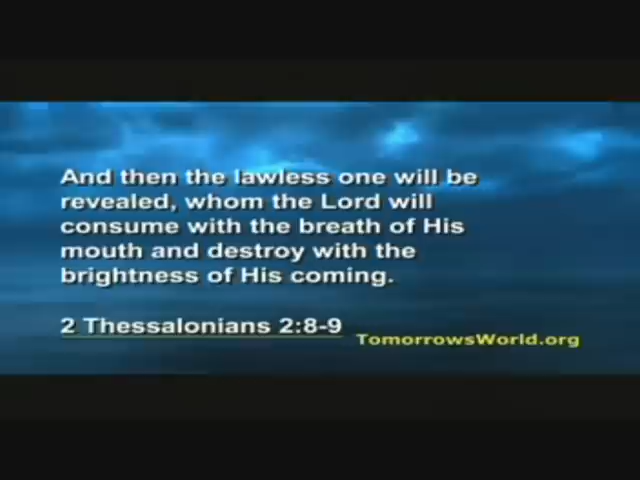 And then the lawless one will be
revealed, whom the Lord will
consume with the breath of His
mouth and destroy with the
brightness of His coming.
2 Thessalonians 2:8-9
TomorrowsWorld.org